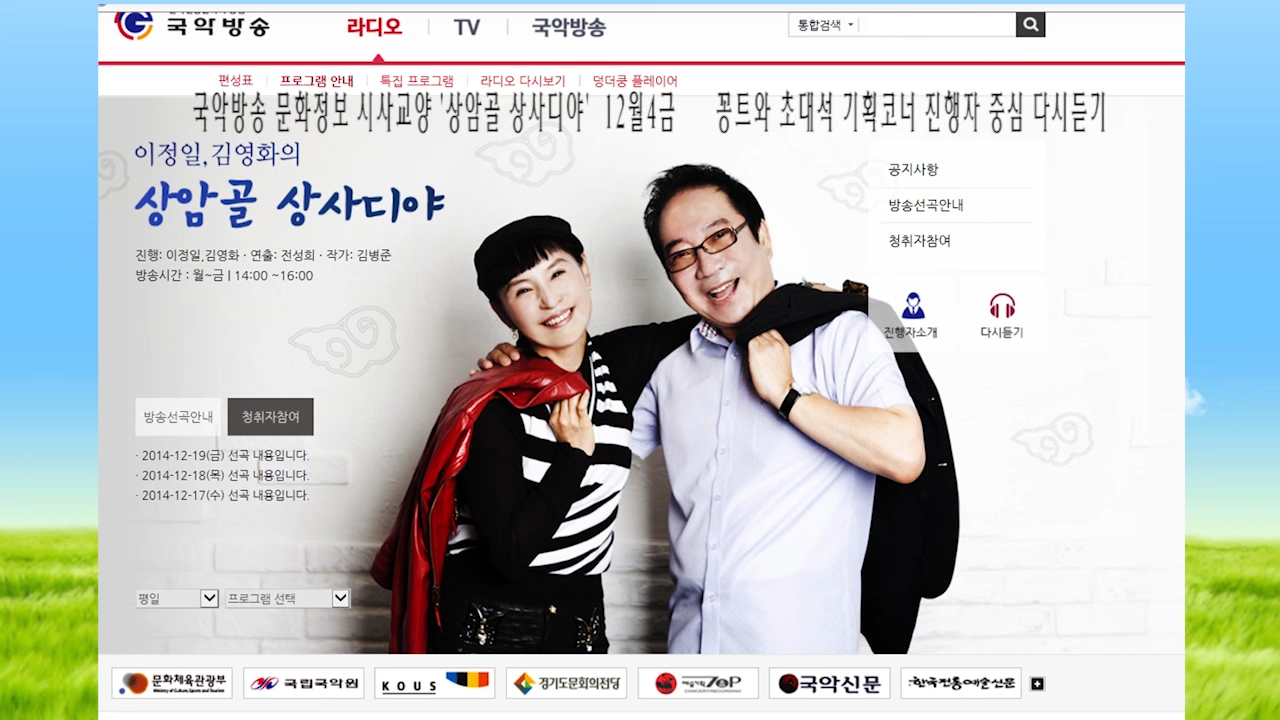 국악방송
라디오
TV
국악방송
통합검색
편성표
프로그램 안내
특집 프로그램
라디오 다시보기
덩더쿵 플레이어
국악방송 문화정보 시사교양 '상암골 상사디야' 12월4금 꽁트와 초대석 기획코너 진행자 중심 다시듣기
이정일,김영화의
상암골 상사디야
진행: 이정일,김영화 · 연출: 전성희 · 작가: 김병준
방송시간 : 월~금 | 14:00 ~16:00
공지사항
방송선곡안내
청취자참여
진행자소개
다시듣기
방송선곡안내
청취자참여
· 2014-12-19(금) 선곡 내용입니다.
· 2014-12-18(목) 선곡 내용입니다.
· 2014-12-17(수) 선곡 내용입니다.
평일
프로그램 선택
문화체육관광부
Ministry of Culture, Sports and Tourism
국립국악원
KOUS
경기도문화의전당
예술기획 TOP
국악신문
한국전통예술신문